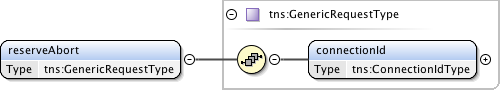 tns:GenericRequestType
reserveAbort
Type tns:GenericRequestType
connectionId
Type tns:ConnectionIdType